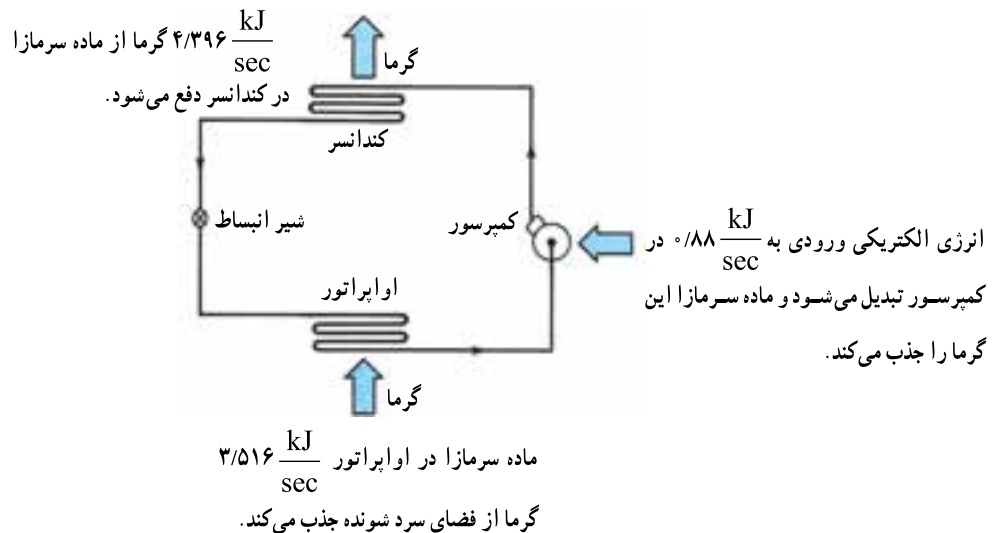 ۴/۳۹۶ kJ/sec گرما از ماده سرمازا
در کندانسر دفع می‌شود.
گرما
کندانسر
شیر انبساط
کمپرسور
انرژی الکتریکی ورودی به ۰/۸۸ kJ/sec در
کمپرسور تبدیل می‌شود و ماده سرمازا این
گرما را جذب می‌کند.
اواپراتور
گرما
ماده سرمازا در اواپراتور ۳/۵۱۶ kJ/sec
گرما از فضای سرد شونده جذب می‌کند.